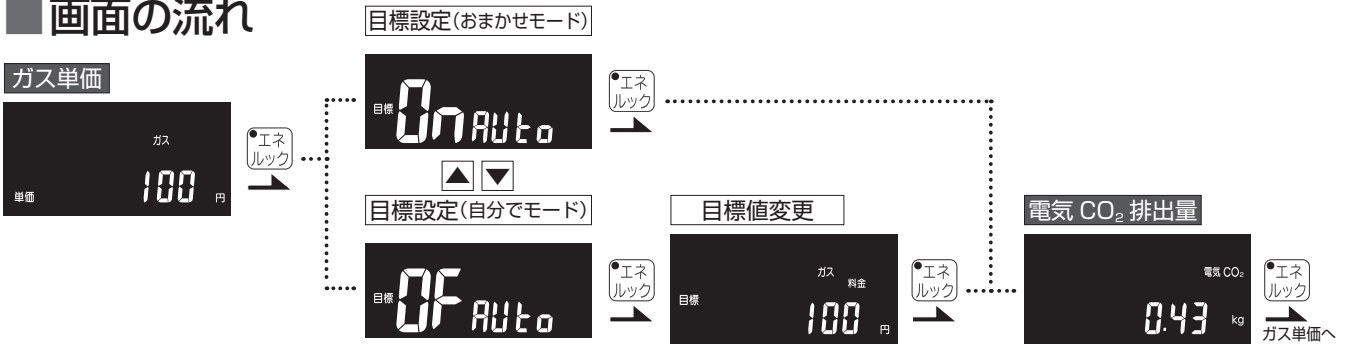 ■画面の流れ
ガス単価
ガス
単価 100 円
エネ
ルック
目標設定(おまかせモード)
目標 On AUto
エネ
ルック
▲ ▼
目標設定(自分でモード)
目標 OF AUto
エネ
ルック
目標値変更
ガス
料金
目標
100 円
エネ
ルック
電気 CO₂ 排出量
電気 CO₂
0.43 kg
エネ
ルック
ガス単価へ